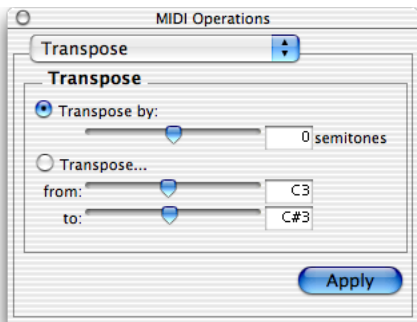 MIDI Operations
Transpose
Transpose
Transpose by:
0 semitones
Transpose...
from: C3
to: C#3
Apply